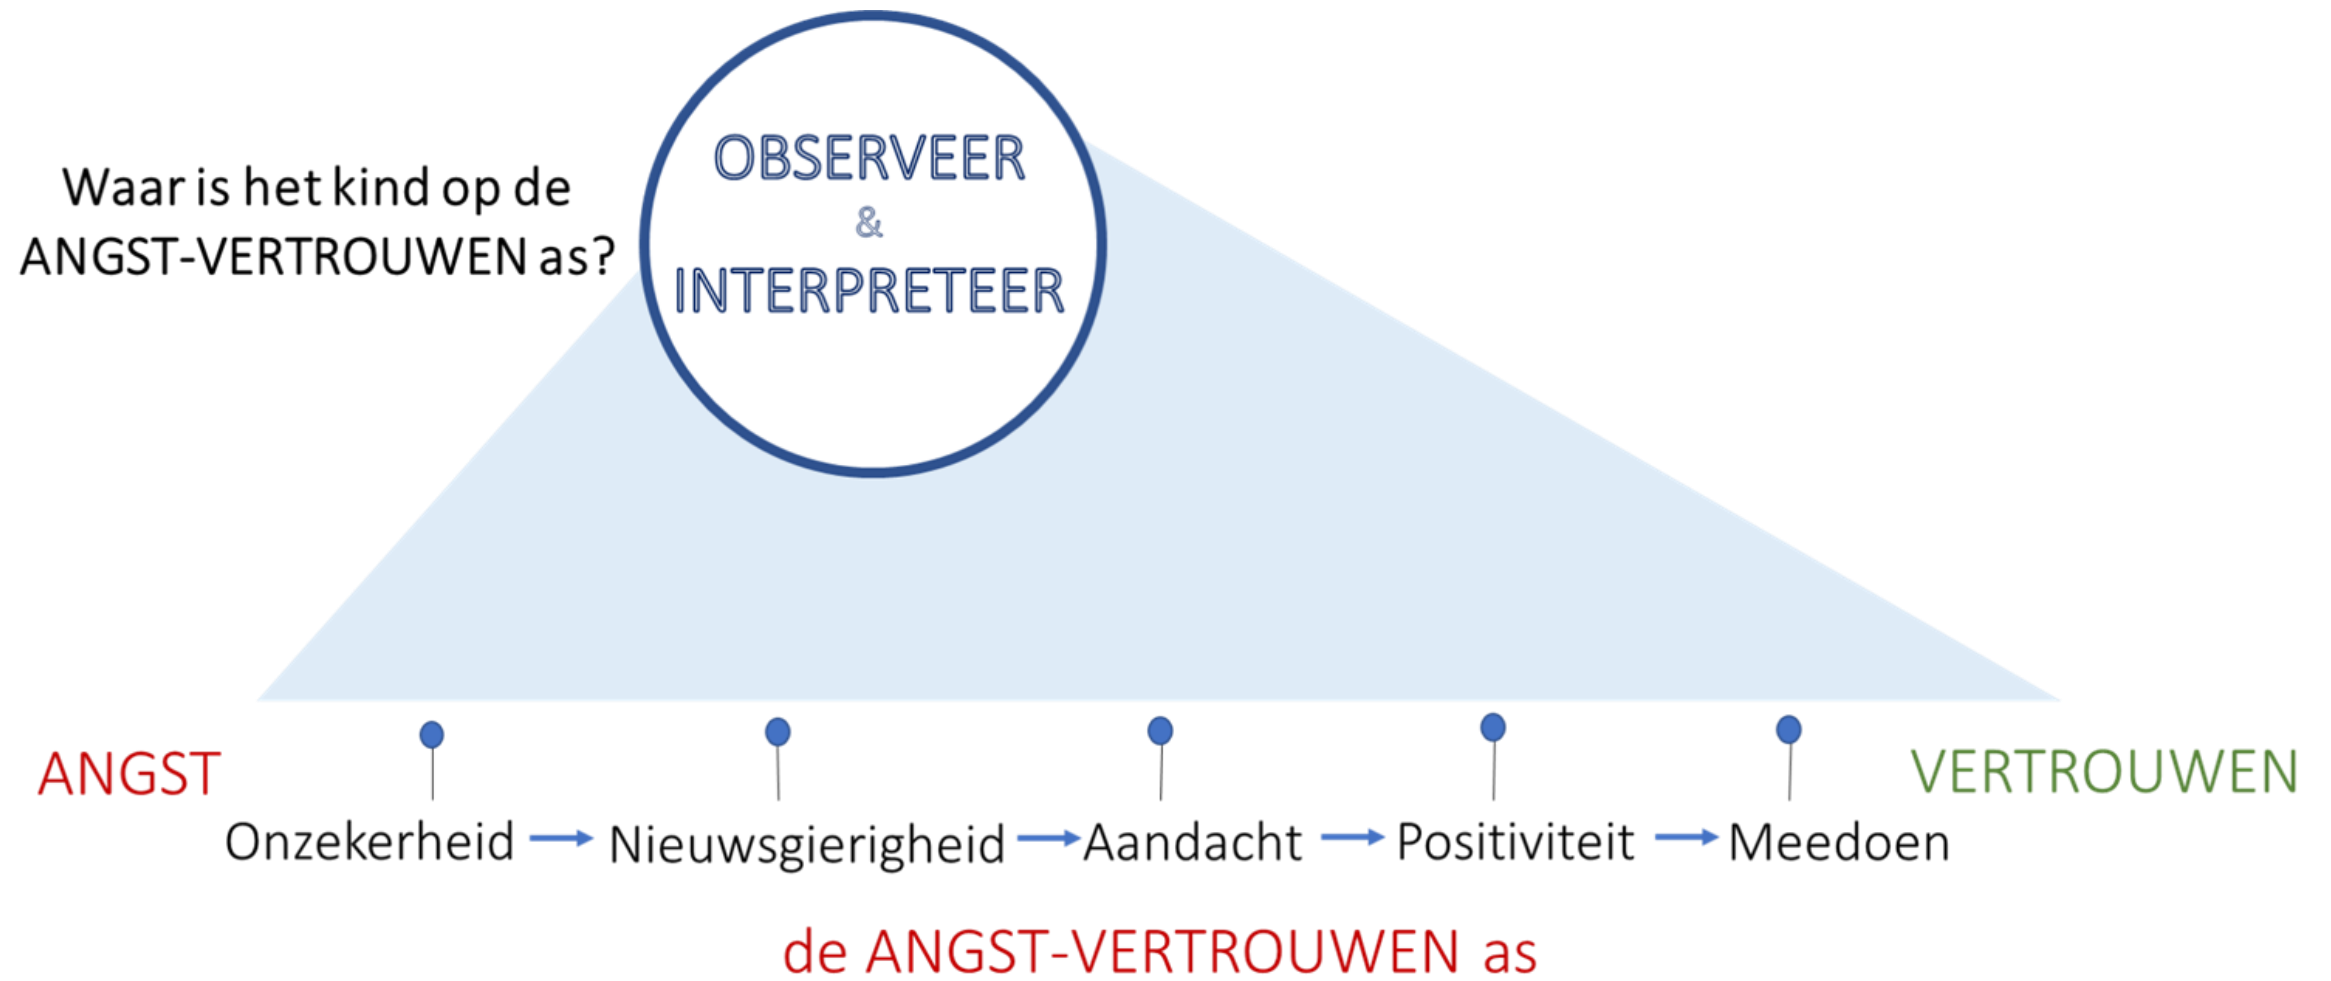 Waar is het kind op de
ANGST-VERTROUWEN as?
OBSERVEER
&
INTERPRETEER
ANGST
VERTROUWEN
Onzekerheid
Nieuwsgierigheid
Aandacht
Positiviteit
Meedoen
de ANGST-VERTROUWEN as